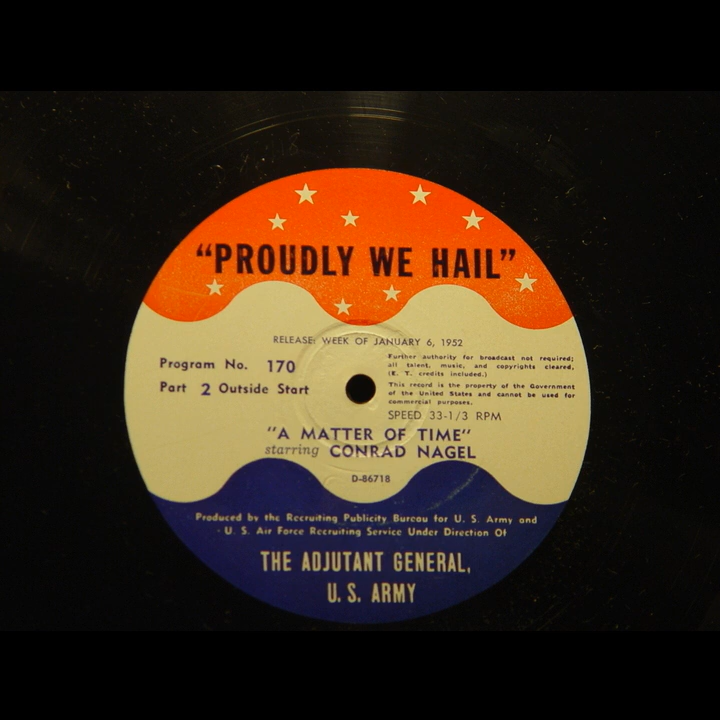 “PROUDLY WE HAIL”
RELEASE: WEEK OF JANUARY 6, 1952
Program No. 170
Part 2 Outside Start
Further authority for broadcast not required;
all talent, music, and copyrights cleared.
(E. T. credits included.)
This record is the property of the Government
of the United States and cannot be used for
commercial purposes.
SPEED 33-1/3 RPM
"A MATTER OF TIME"
starring CONRAD NAGEL
D-86718
Produced by the Recruiting Publicity Bureau for U. S. Army and
U. S. Air Force Recruiting Service Under Direction Of
THE ADJUTANT GENERAL,
U. S. ARMY